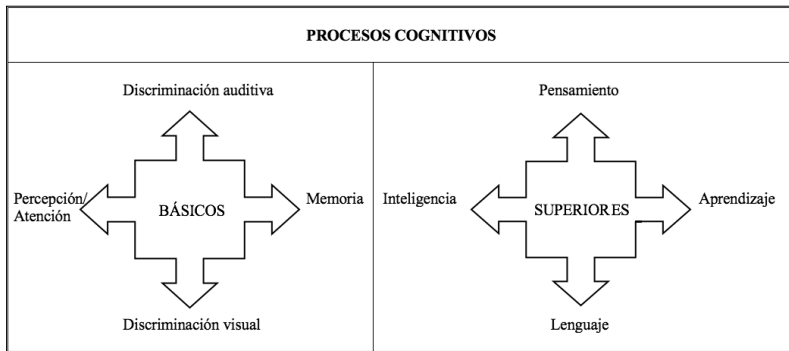 PROCESOS COGNITIVOS
Discriminación auditiva
Percepción/
Atención
BÁSICOS
Memoria
Discriminación visual
Pensamiento
Inteligencia
SUPERIORES
Aprendizaje
Lenguaje